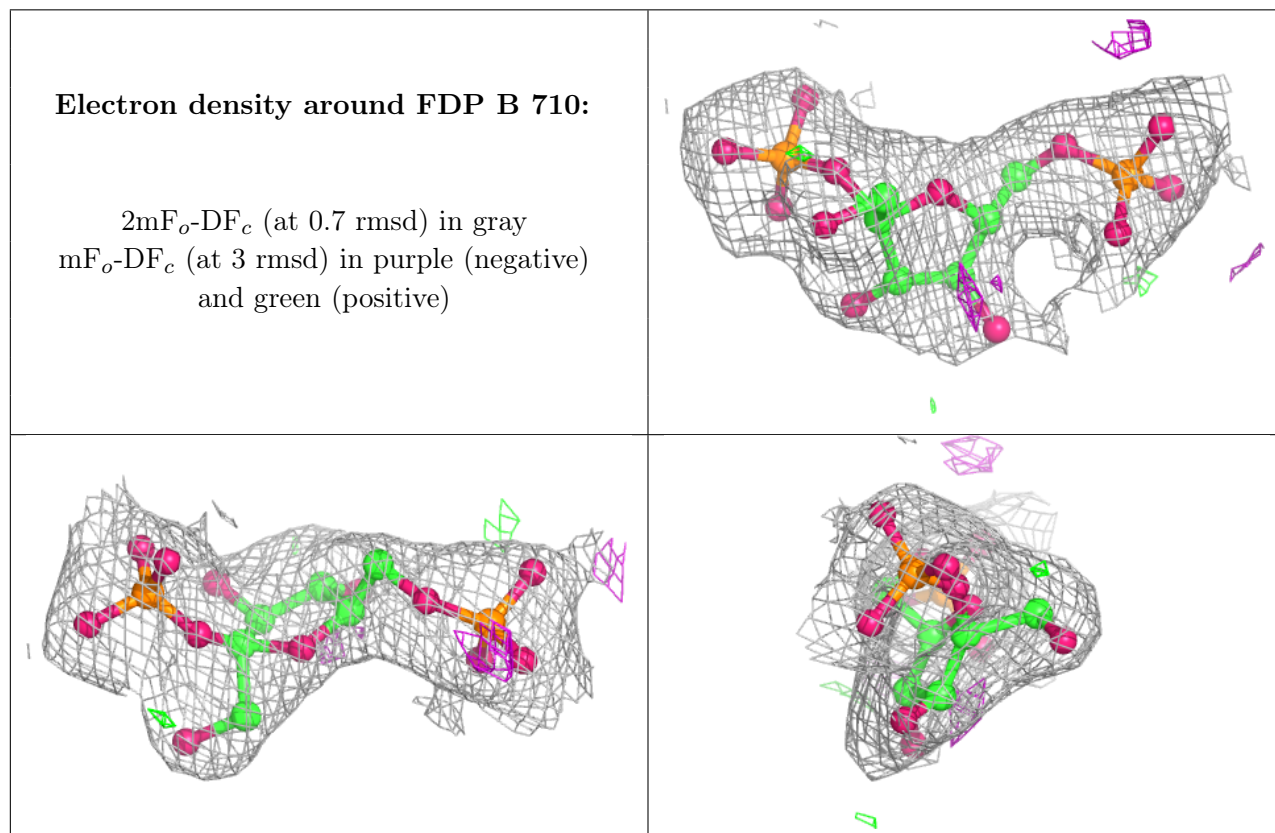 Electron density around FDP B 710:
2mFo-DFc (at 0.7 rmsd) in gray
mFo-DFc (at 3 rmsd) in purple (negative)
and green (positive)